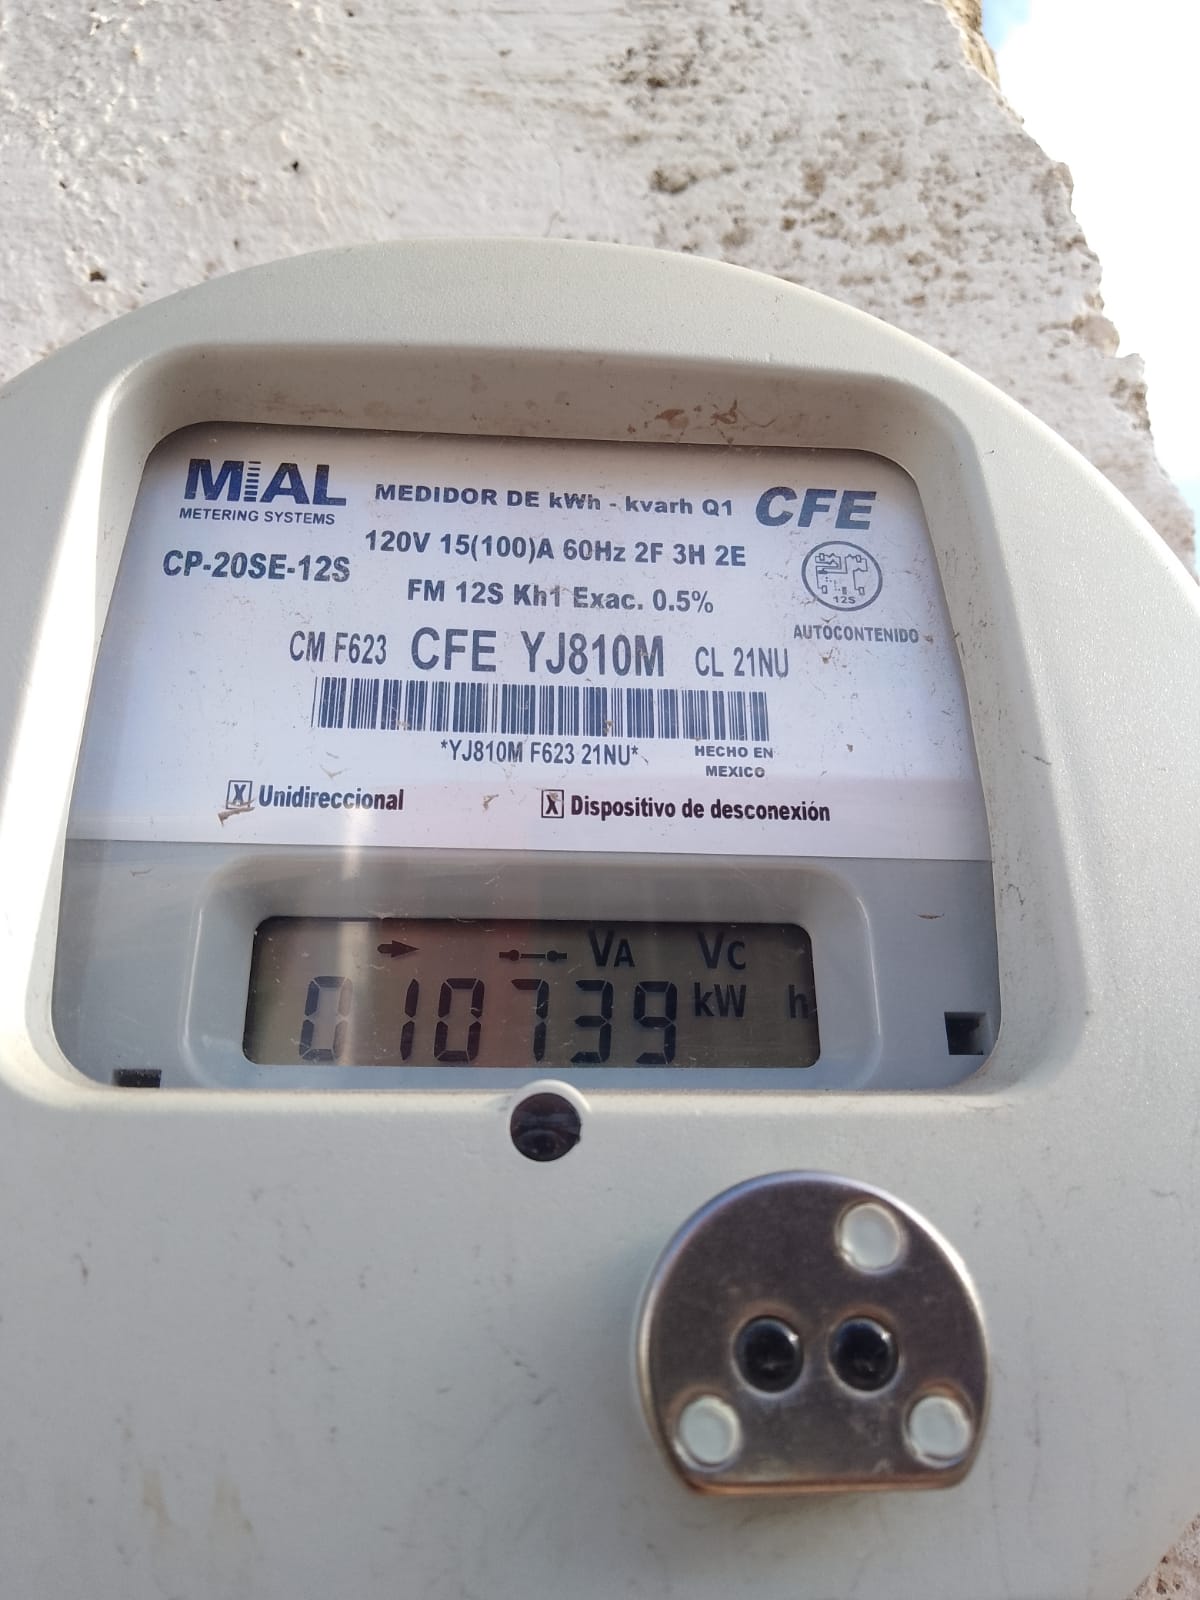 MIAL
METERING SYSTEMS
MEDIDOR DE kWh - kvarh Q1
CFE
CP-20SE-12S
120V 15(100)A 60Hz 2F 3H 2E
FM 12S Kh1 Exac. 0.5%
12S
AUTOCONTENIDO
CM F623 CFE YJ810M CL 21NU
*YJ810M F623 21NU*
HECHO EN
MEXICO
X Unidireccional
X Dispositivo de desconexión
VA VC
010739 kW h